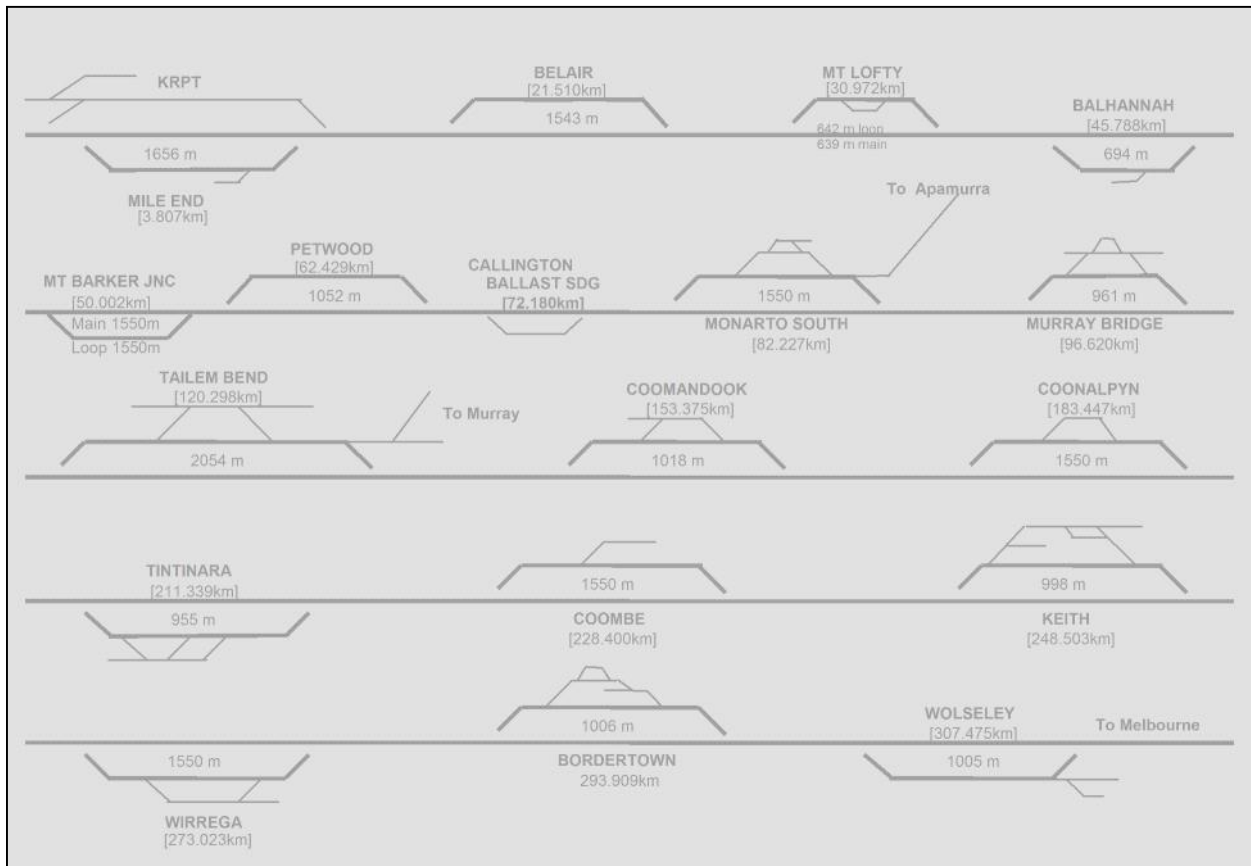 KRPT
1656 m
MILE END
[3.807km]
BELAIR
[21.510km]
1543 m
MT LOFTY
[30.972km]
642 m loop
639 m main
BALHANNAH
[45.788km]
694 m
MT BARKER JNC
[50.002km]
Main 1550m
Loop 1550m
PETWOOD
[62.429km]
1052 m
CALLINGTON
BALLAST SDG
[72.180km]
To Apamurra
1550 m
MONARTO SOUTH
[82.227km]
961 m
MURRAY BRIDGE
[96.620km]
TAILEM BEND
[120.298km]
2054 m
To Murray
COOMANDOOK
[153.375km]
1018 m
COONALPYN
[183.447km]
1550 m
TINTINARA
[211.339km]
955 m
1550 m
COOMBE
[228.400km]
998 m
KEITH
[248.503km]
1550 m
WIRREGA
[273.023km]
1006 m
BORDERTOWN
293.909km
WOLSELEY
[307.475km]
1005 m
To Melbourne